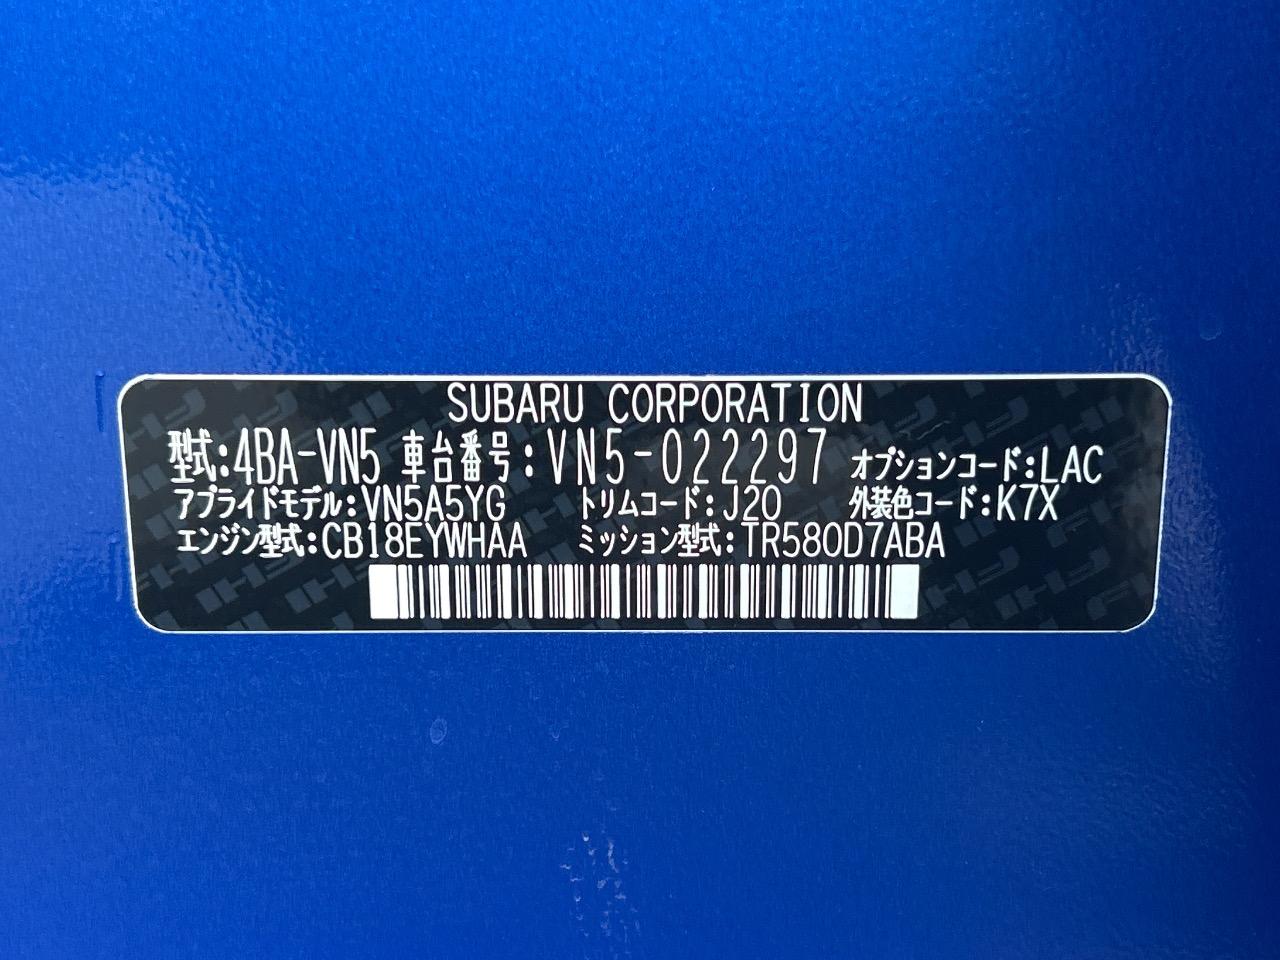 SUBARU CORPORATION
型式:4BA-VN5 車台番号:VN5-022297 オプションコード:LAC
アプライドモデル:VN5A5YG トリムコード:J20 外装色コード:K7X
エンジン型式:CB18EYWHAA ミッション型式:TR580D7ABA